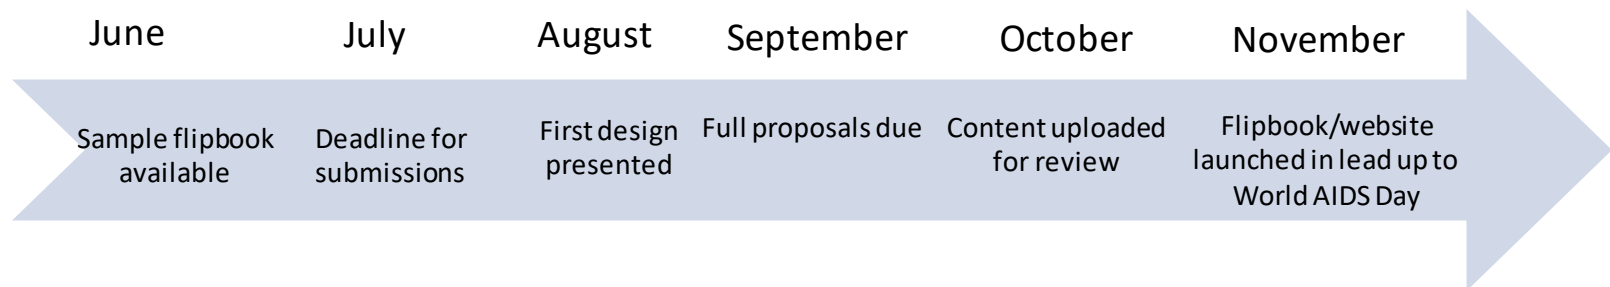 June
July
August
September
October
November
Sample flipbook
available
Deadline for
submissions
First design
presented
Full proposals due
Content uploaded
for review
Flipbook/website
launched in lead up to
World AIDS Day